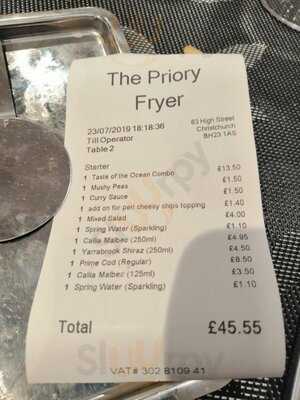 The Priory
Fryer
23/07/2019 18:18:36
Till Operator
Table 2
63 High Street
Christchurch
BH23 1AS
Starter
1 Taste of the Ocean Combo £13.50
1 Mushy Peas £1.50
1 Curry Sauce £1.50
1 add on for peri cheesy chips topping £1.40
1 Mixed Salad £4.00
1 Spring Water (Sparkling) £1.10
1 Callia Malbec (250ml) £4.95
1 Yarrabrook Shiraz (250ml) £4.50
1 Prime Cod (Regular) £8.50
1 Callia Malbec (125ml) £3.50
1 Spring Water (Sparkling) £1.10
Total £45.55
VAT# 302 8109 41